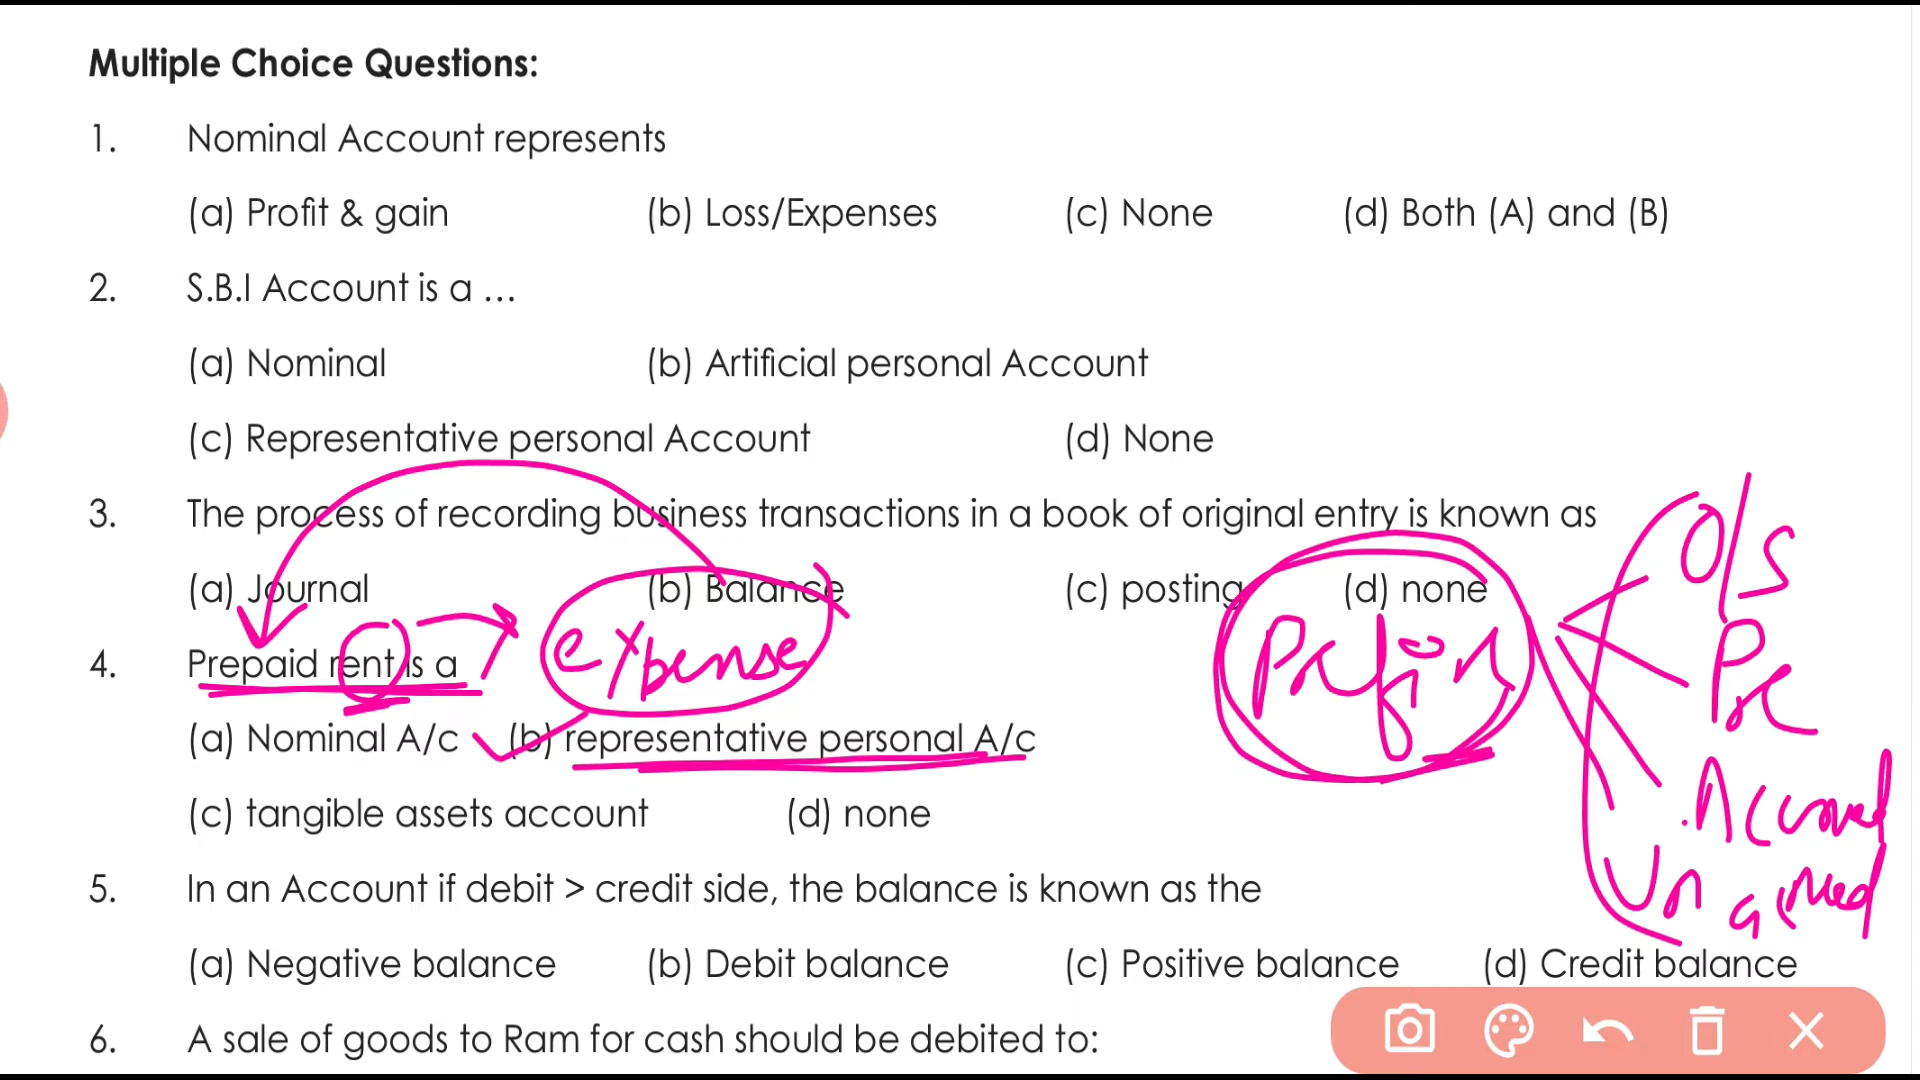 Multiple Choice Questions:
1. Nominal Account represents
(a) Profit & gain (b) Loss/Expenses (c) None (d) Both (A) and (B)
2. S.B.I Account is a ...
(a) Nominal (b) Artificial personal Account
(c) Representative personal Account (d) None
3. The process of recording business transactions in a book of original entry is known as
(a) Journal (b) Balance (c) posting (d) none
O/S
4. Prepaid rent is a
expense
Prefix
Pre
(a) Nominal A/c (b) representative personal A/c
(c) tangible assets account (d) none
Accrued
5. In an Account if debit > credit side, the balance is known as the
(a) Negative balance (b) Debit balance (c) Positive balance (d) Credit balance
6. A sale of goods to Ram for cash should be debited to: